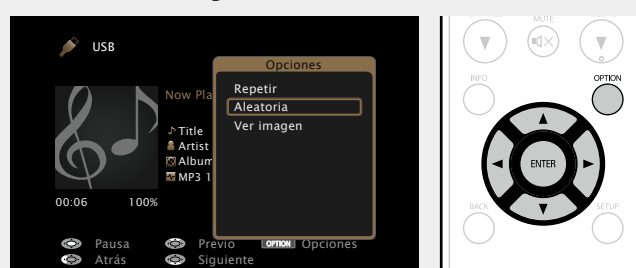 USB
Opciones
Repetir
Aleatoria
Ver imagen
Now Pla
Title
Artist
Album
MP3 1
00:06 100%
Pausa Previo OPTION Opciones
Atrás Siguiente
MUTE
INFO OPTION
ENTER
BACK SETUP